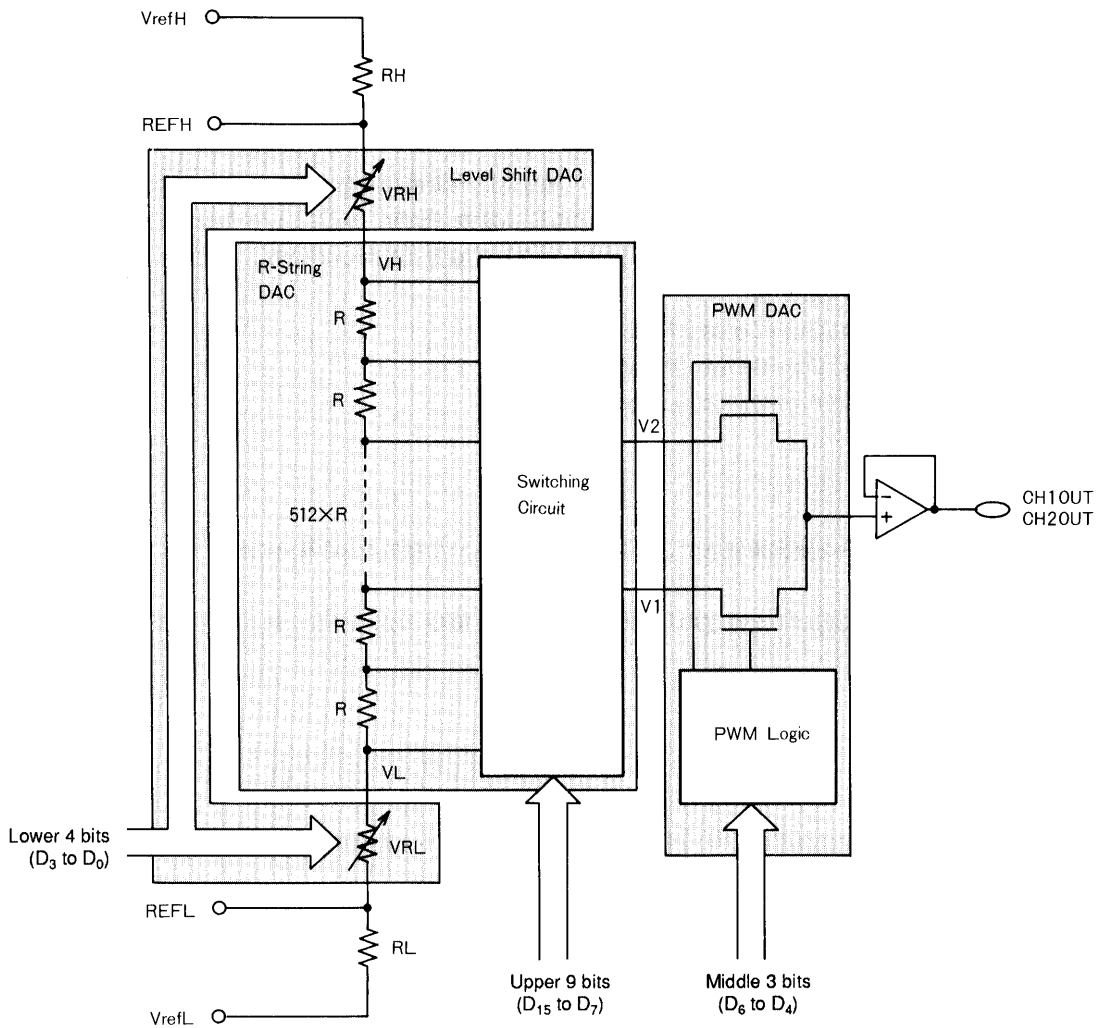 VrefH
RH
REFH
Level Shift DAC
VRH
R-String
DAC
VH
R
R
512×R
R
R
VL
Switching
Circuit
V2
V1
PWM DAC
PWM Logic
-
+
CH1OUT
CH2OUT
Lower 4 bits
(D₃ to D₀)
VRL
REFL
RL
VrefL
Upper 9 bits
(D₁₅ to D₇)
Middle 3 bits
(D₆ to D₄)